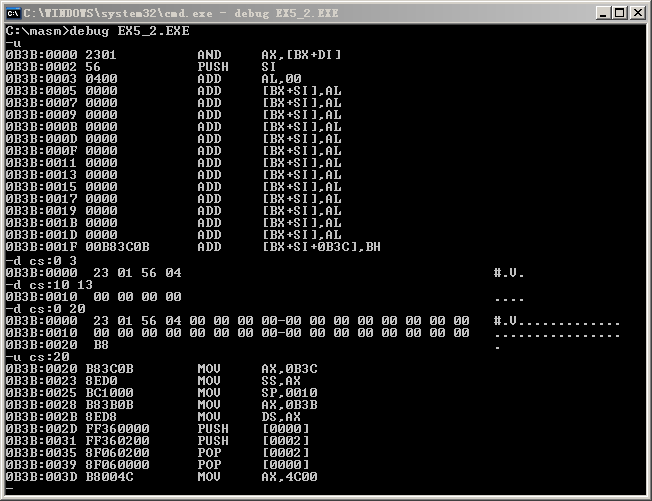 C:\WINDOWS\system32\cmd.exe - debug EX5_2.EXE
C:\masm>debug EX5_2.EXE
-u
0B3B:0000 2301 AND AX,[BX+DI]
0B3B:0002 56 PUSH SI
0B3B:0003 0400 ADD AL,00
0B3B:0005 0000 ADD [BX+SI],AL
0B3B:0007 0000 ADD [BX+SI],AL
0B3B:0009 0000 ADD [BX+SI],AL
0B3B:000B 0000 ADD [BX+SI],AL
0B3B:000D 0000 ADD [BX+SI],AL
0B3B:000F 0000 ADD [BX+SI],AL
0B3B:0011 0000 ADD [BX+SI],AL
0B3B:0013 0000 ADD [BX+SI],AL
0B3B:0015 0000 ADD [BX+SI],AL
0B3B:0017 0000 ADD [BX+SI],AL
0B3B:0019 0000 ADD [BX+SI],AL
0B3B:001B 0000 ADD [BX+SI],AL
0B3B:001D 0000 ADD [BX+SI],AL
0B3B:001F 00B83C0B ADD [BX+SI+0B3C],BH
-d cs:0 3
0B3B:0000 23 01 56 04 #.V.
-d cs:10 13
0B3B:0010 00 00 00 00 ....
-d cs:0 20
0B3B:0000 23 01 56 04 00 00 00 00-00 00 00 00 00 00 00 00 #.V.............
0B3B:0010 00 00 00 00 00 00 00 00-00 00 00 00 00 00 00 00 ................
0B3B:0020 B8 .
-u cs:20
0B3B:0020 B83C0B MOV AX,0B3C
0B3B:0023 8ED0 MOV SS,AX
0B3B:0025 BC1000 MOV SP,0010
0B3B:0028 B83B0B MOV AX,0B3B
0B3B:002B 8ED8 MOV DS,AX
0B3B:002D FF360000 PUSH [0000]
0B3B:0031 FF360200 PUSH [0002]
0B3B:0035 8F060200 POP [0002]
0B3B:0039 8F060000 POP [0000]
0B3B:003D B8004C MOV AX,4C00
-